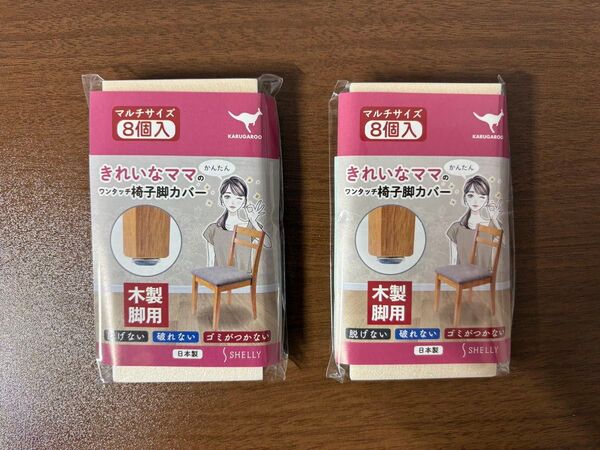 マルチサイズ
8個入
KARUGAROO
かんたん
きれいなママの
ワンタッチ椅子脚カバー
木製
脚用
脱げない 破れない ゴミがつかない
日本製
SHELLY
マルチサイズ
8個入
KARUGAROO
かんたん
きれいなママの
ワンタッチ椅子脚カバー
木製
脚用
脱げない 破れない ゴミがつかない
日本製
SHELLY